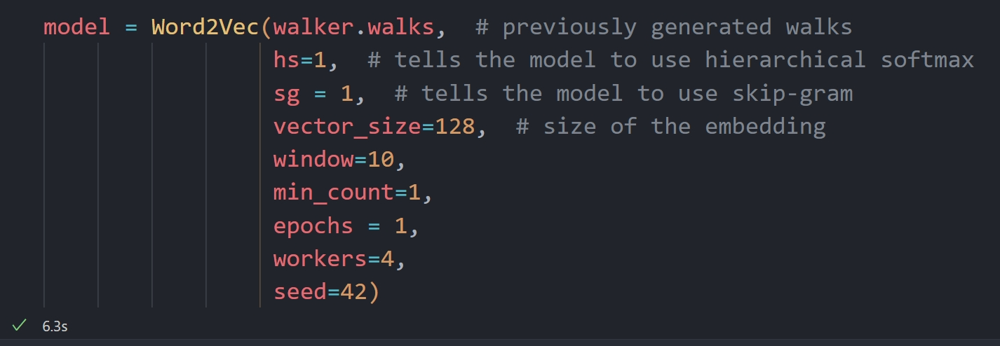 model = Word2Vec(walker.walks,  # previously generated walks
hs=1,  # tells the model to use hierarchical softmax
sg = 1,  # tells the model to use skip-gram
vector_size=128,  # size of the embedding
window=10,
min_count=1,
epochs = 1,
workers=4,
seed=42)
6.3s